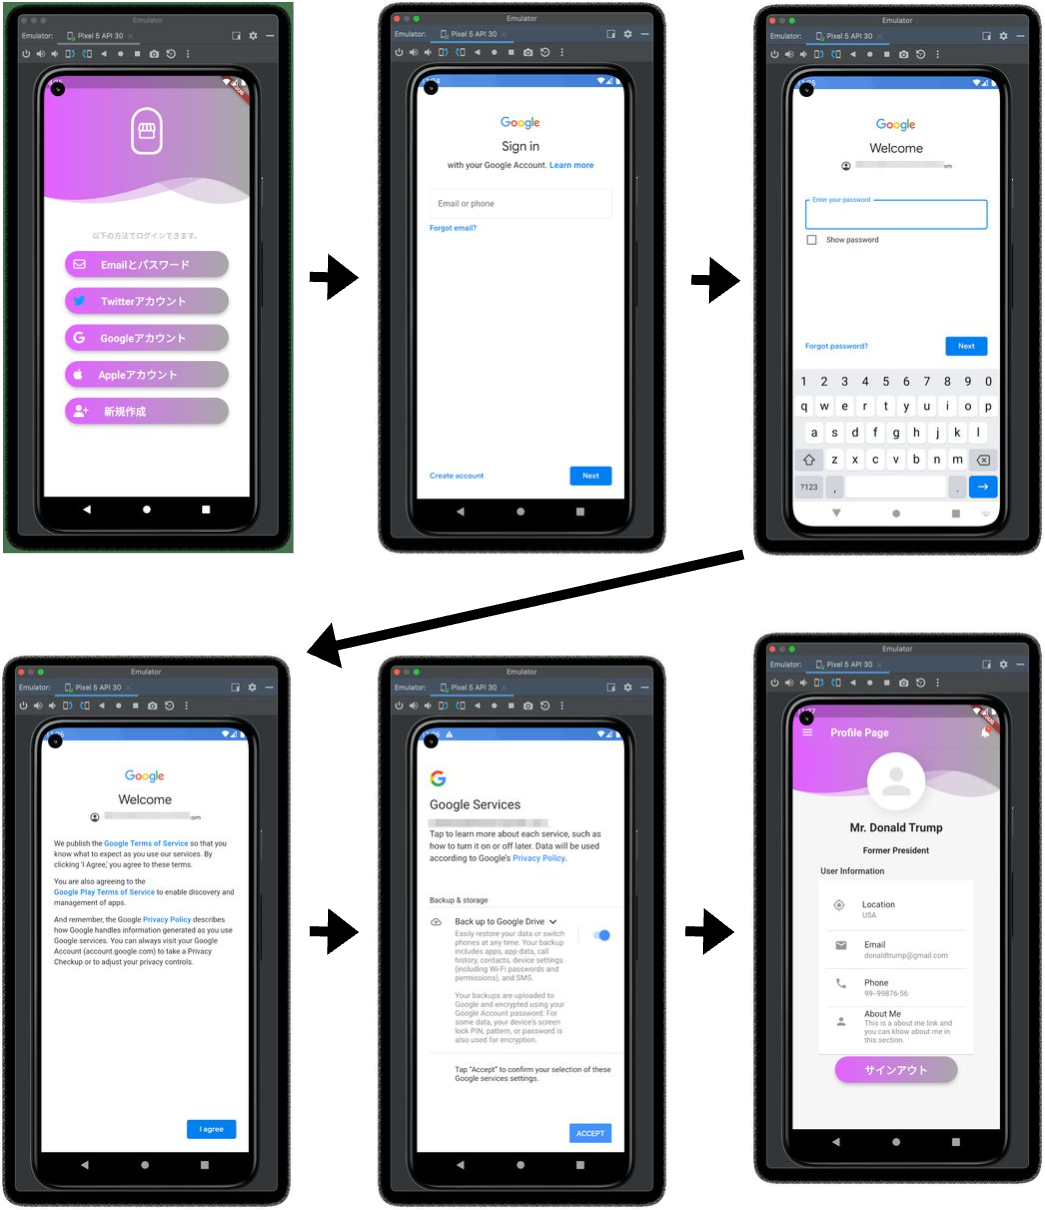 Emulator
Emulator: Pixel 5 API 30
以下の方法でログインできます。
Emailとパスワード
Twitterアカウント
Googleアカウント
Appleアカウント
新規作成
Emulator
Emulator: Pixel 5 API 30
Google
Sign in
with your Google Account. Learn more
Email or phone
Forgot email?
Create account
Next
Emulator
Emulator: Pixel 5 API 30
Google
Welcome
Enter your password
Show password
Forgot password?
Next
1 2 3 4 5 6 7 8 9 0
q w e r t y u i o p
a s d f g h j k l
z x c v b n m
?123 , .
Emulator
Emulator: Pixel 5 API 30
Google
Welcome
We publish the Google Terms of Service so that you
know what to expect as you use our services. By
clicking 'I Agree,' you agree to these terms.
You are also agreeing to the
Google Play Terms of Service to enable discovery and
management of apps.
And remember, the Google Privacy Policy describes
how Google handles information generated as you use
Google services. You can always visit your Google
Account (account.google.com) to take a Privacy
Checkup or to adjust your privacy controls.
I agree
Emulator
Emulator: Pixel 5 API 30
G
Google Services
Tap to learn more about each service, such as
how to turn it on or off later. Data will be used
according to Google's Privacy Policy.
Backup & storage
Back up to Google Drive
Easily restore your data or switch
phones at any time. Your backup
includes apps, app data, call
history, contacts, device settings
(including Wi-Fi passwords and
permissions), and SMS.
Your backups are uploaded to
Google and encrypted using your
Google Account password. For
some data, your device's screen
lock PIN, pattern, or password is
also used for encryption.
Tap "Accept" to confirm your selection of these
Google services settings.
ACCEPT
Emulator
Emulator: Pixel 5 API 30
Profile Page
Mr. Donald Trump
Former President
User Information
Location
USA
Email
donaldtrump@gmail.com
Phone
99--99876-56
About Me
This is a about me link and
you can khow about me in
this section.
サインアウト